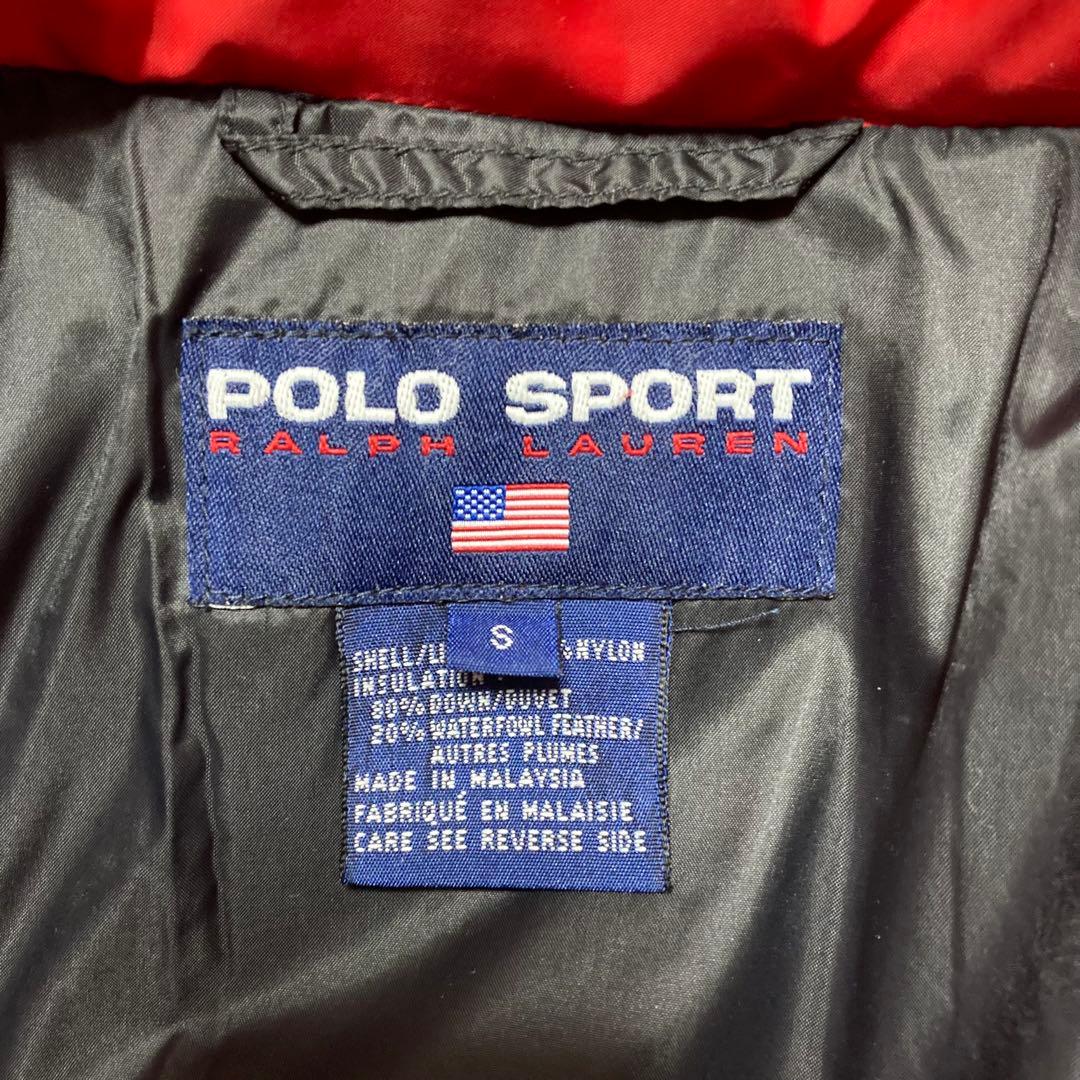 POLO SPORT
RALPH LAUREN
S
SHELL/ NYLON
INSULATION
80% DOWN/DUVET
20% WATERFOWL FEATHER/
AUTRES PLUMES
MADE IN MALAYSIA
FABRIQUÉ EN MALAISIE
CARE SEE REVERSE SIDE